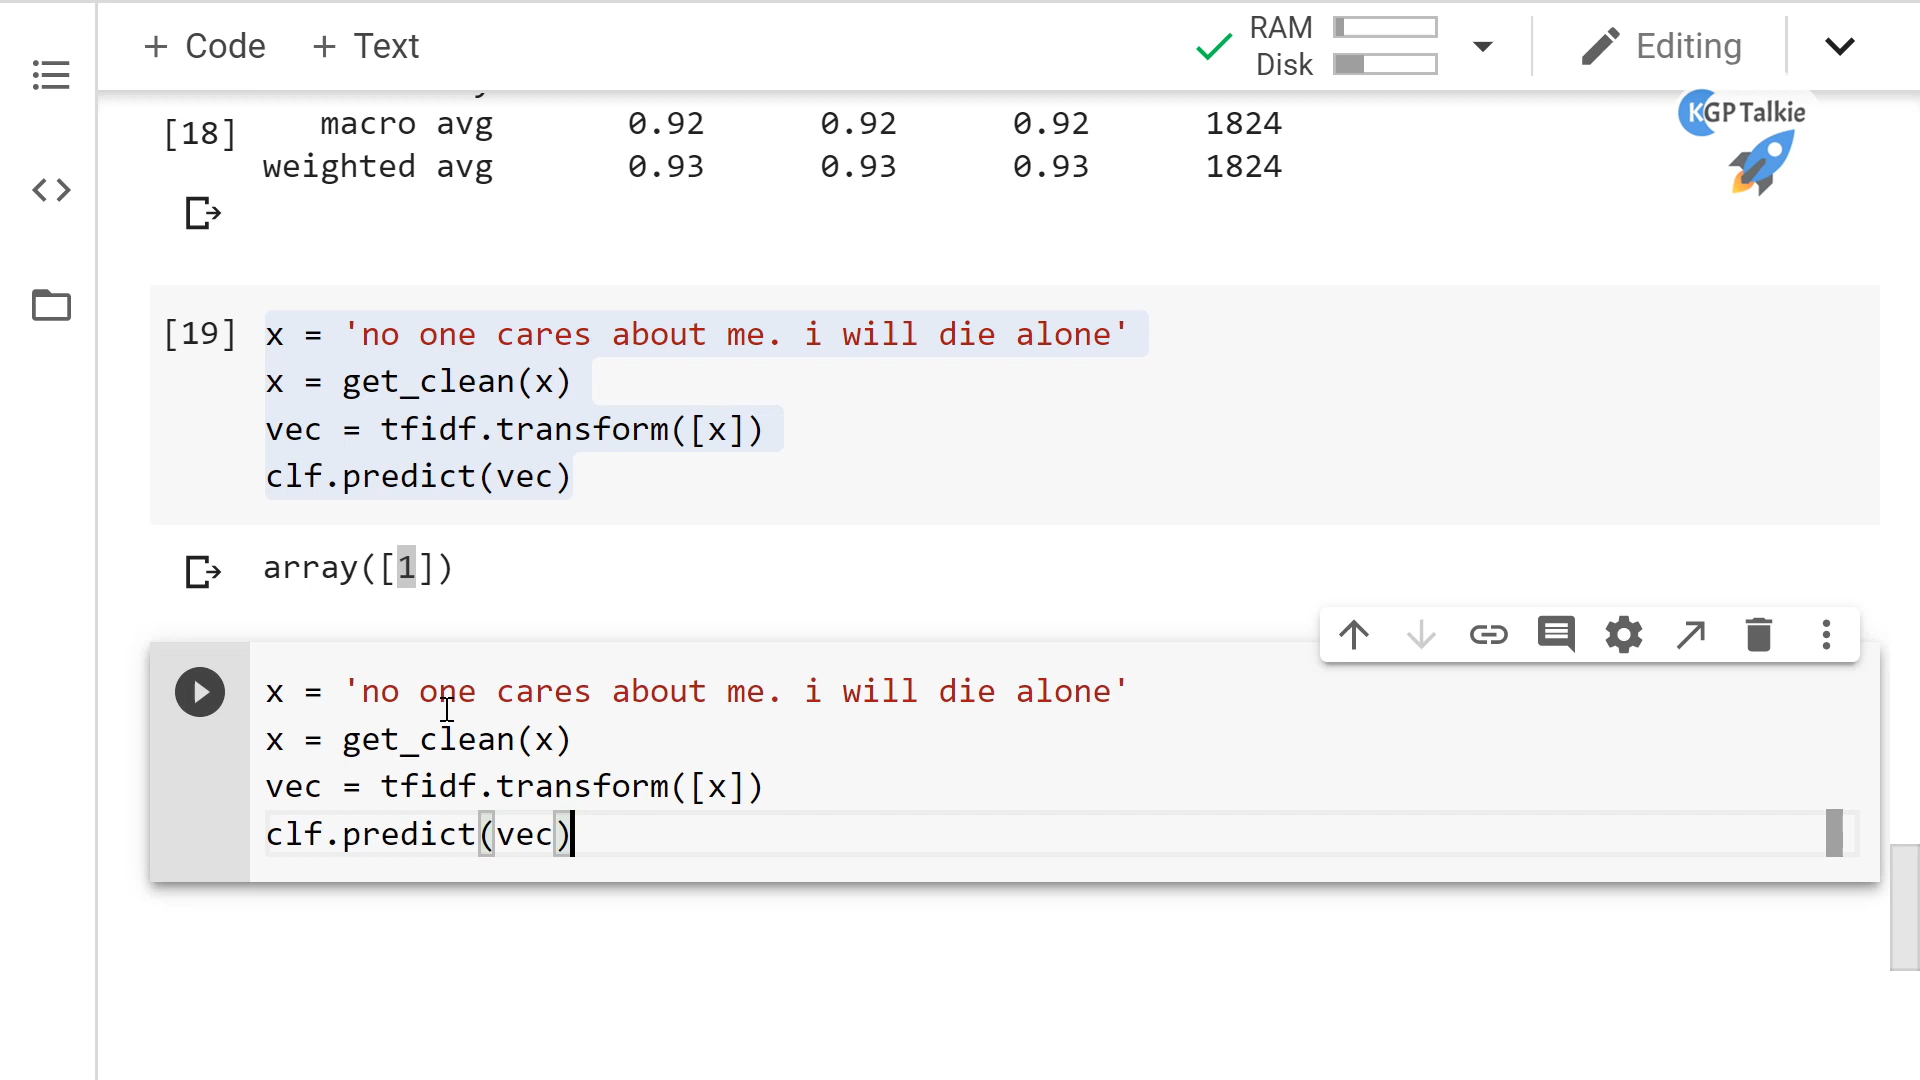 + Code + Text
RAM
Disk
Editing
KGP Talkie
[18] macro avg 0.92 0.92 0.92 1824
weighted avg 0.93 0.93 0.93 1824
[19] x = 'no one cares about me. i will die alone'
x = get_clean(x)
vec = tfidf.transform([x])
clf.predict(vec)
array([1])
x = 'no one cares about me. i will die alone'
x = get_clean(x)
vec = tfidf.transform([x])
clf.predict(vec)